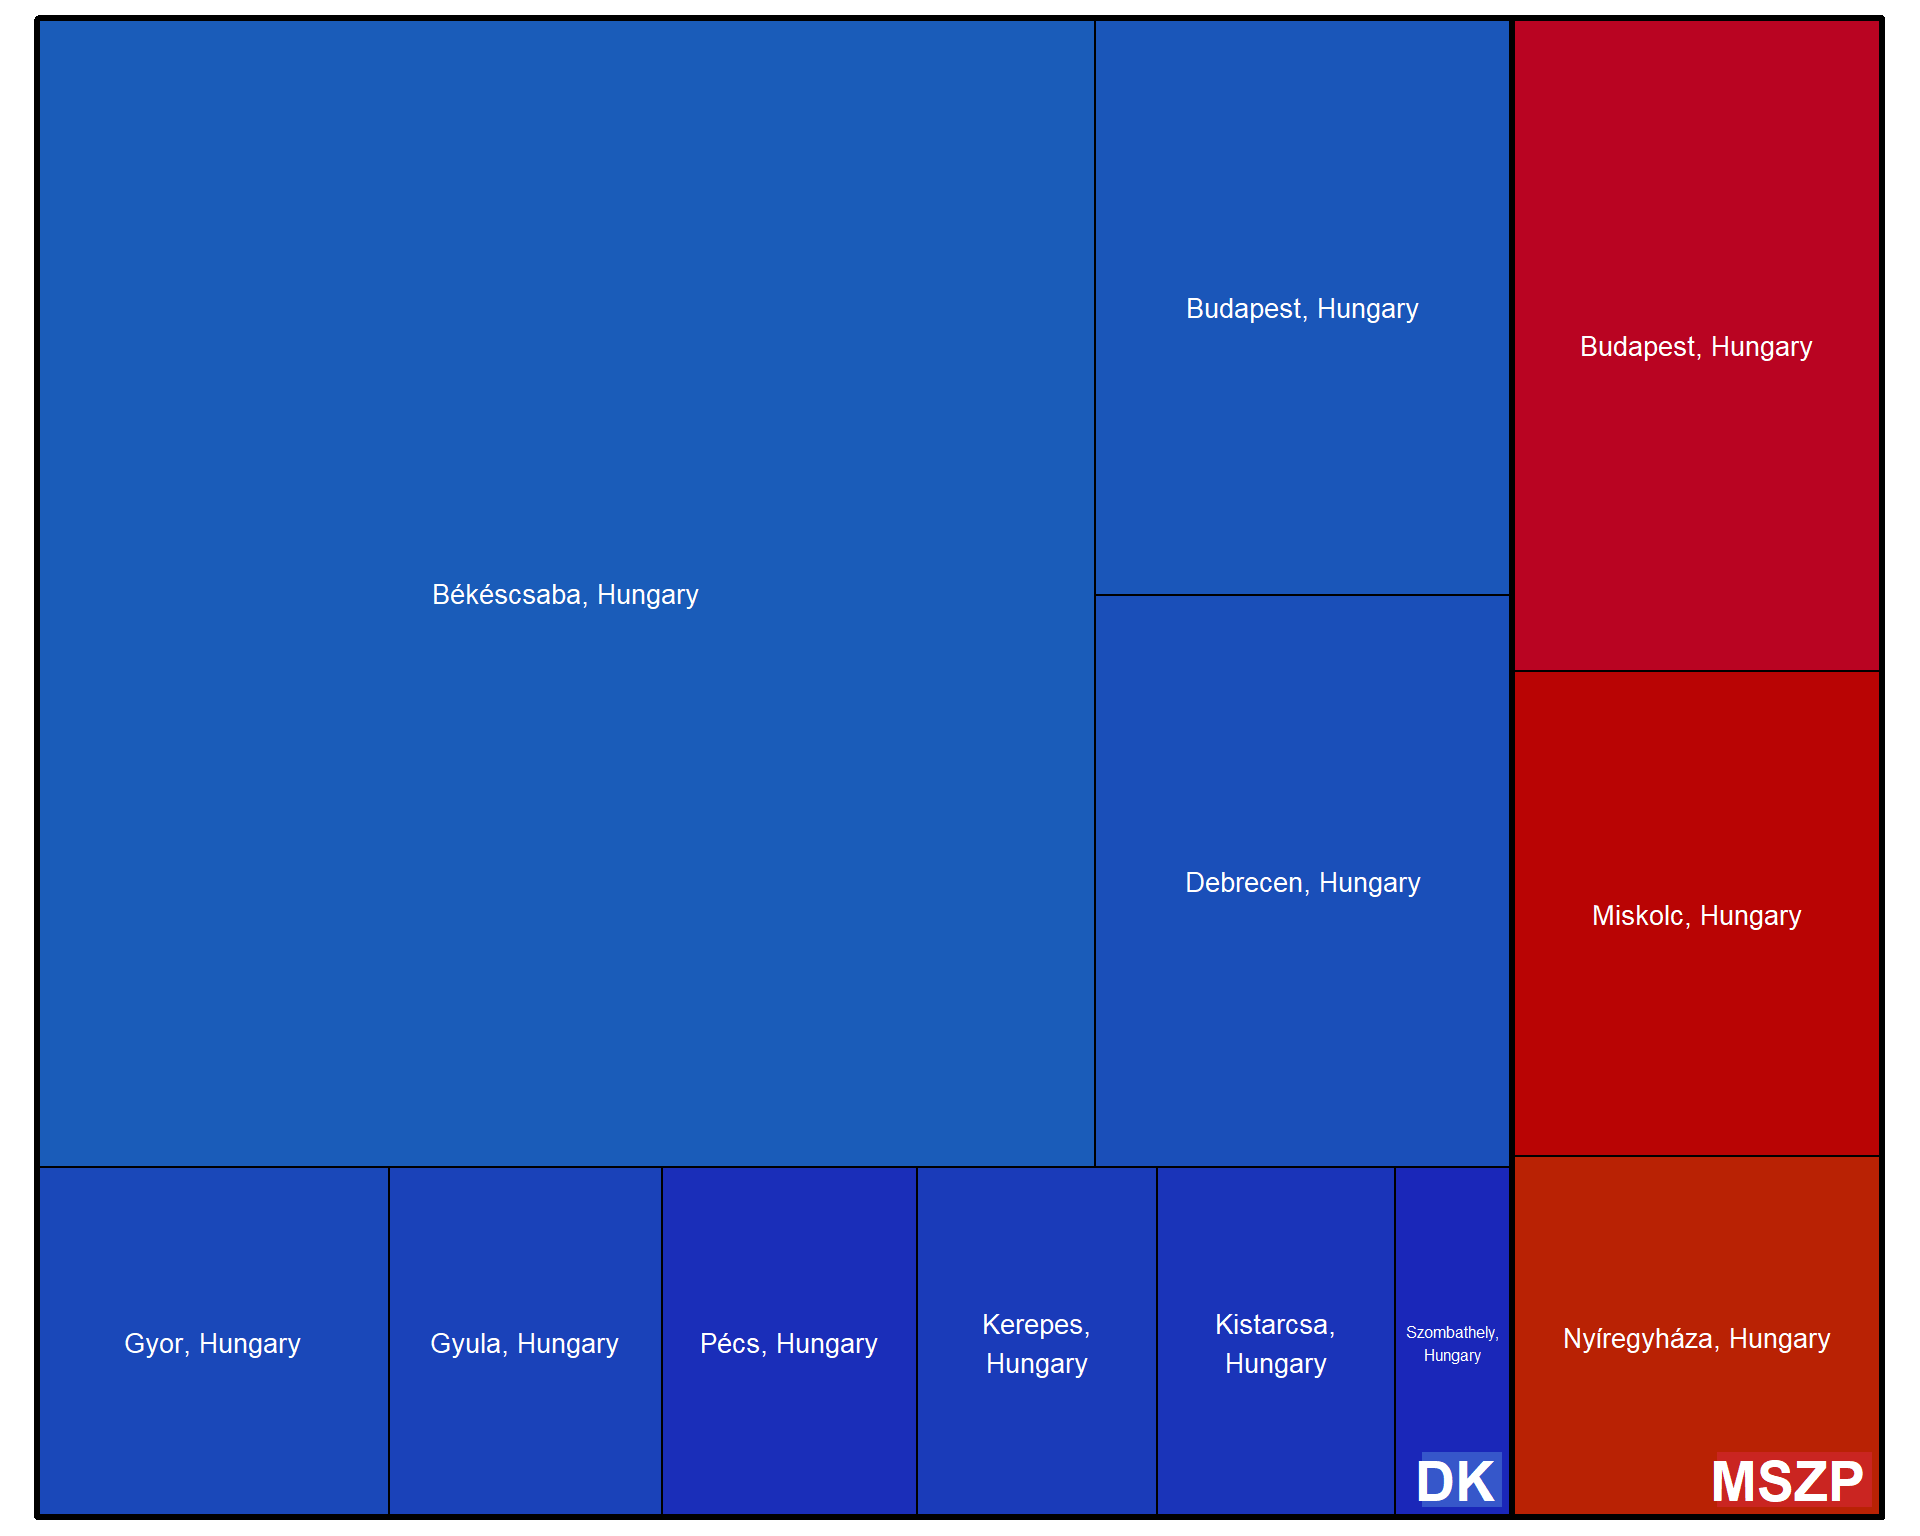 Békéscsaba, Hungary
Budapest, Hungary
Debrecen, Hungary
Gyor, Hungary
Gyula, Hungary
Pécs, Hungary
Kerepes,
Hungary
Kistarcsa,
Hungary
Szombathely,
Hungary
DK
Budapest, Hungary
Miskolc, Hungary
Nyíregyháza, Hungary
MSZP